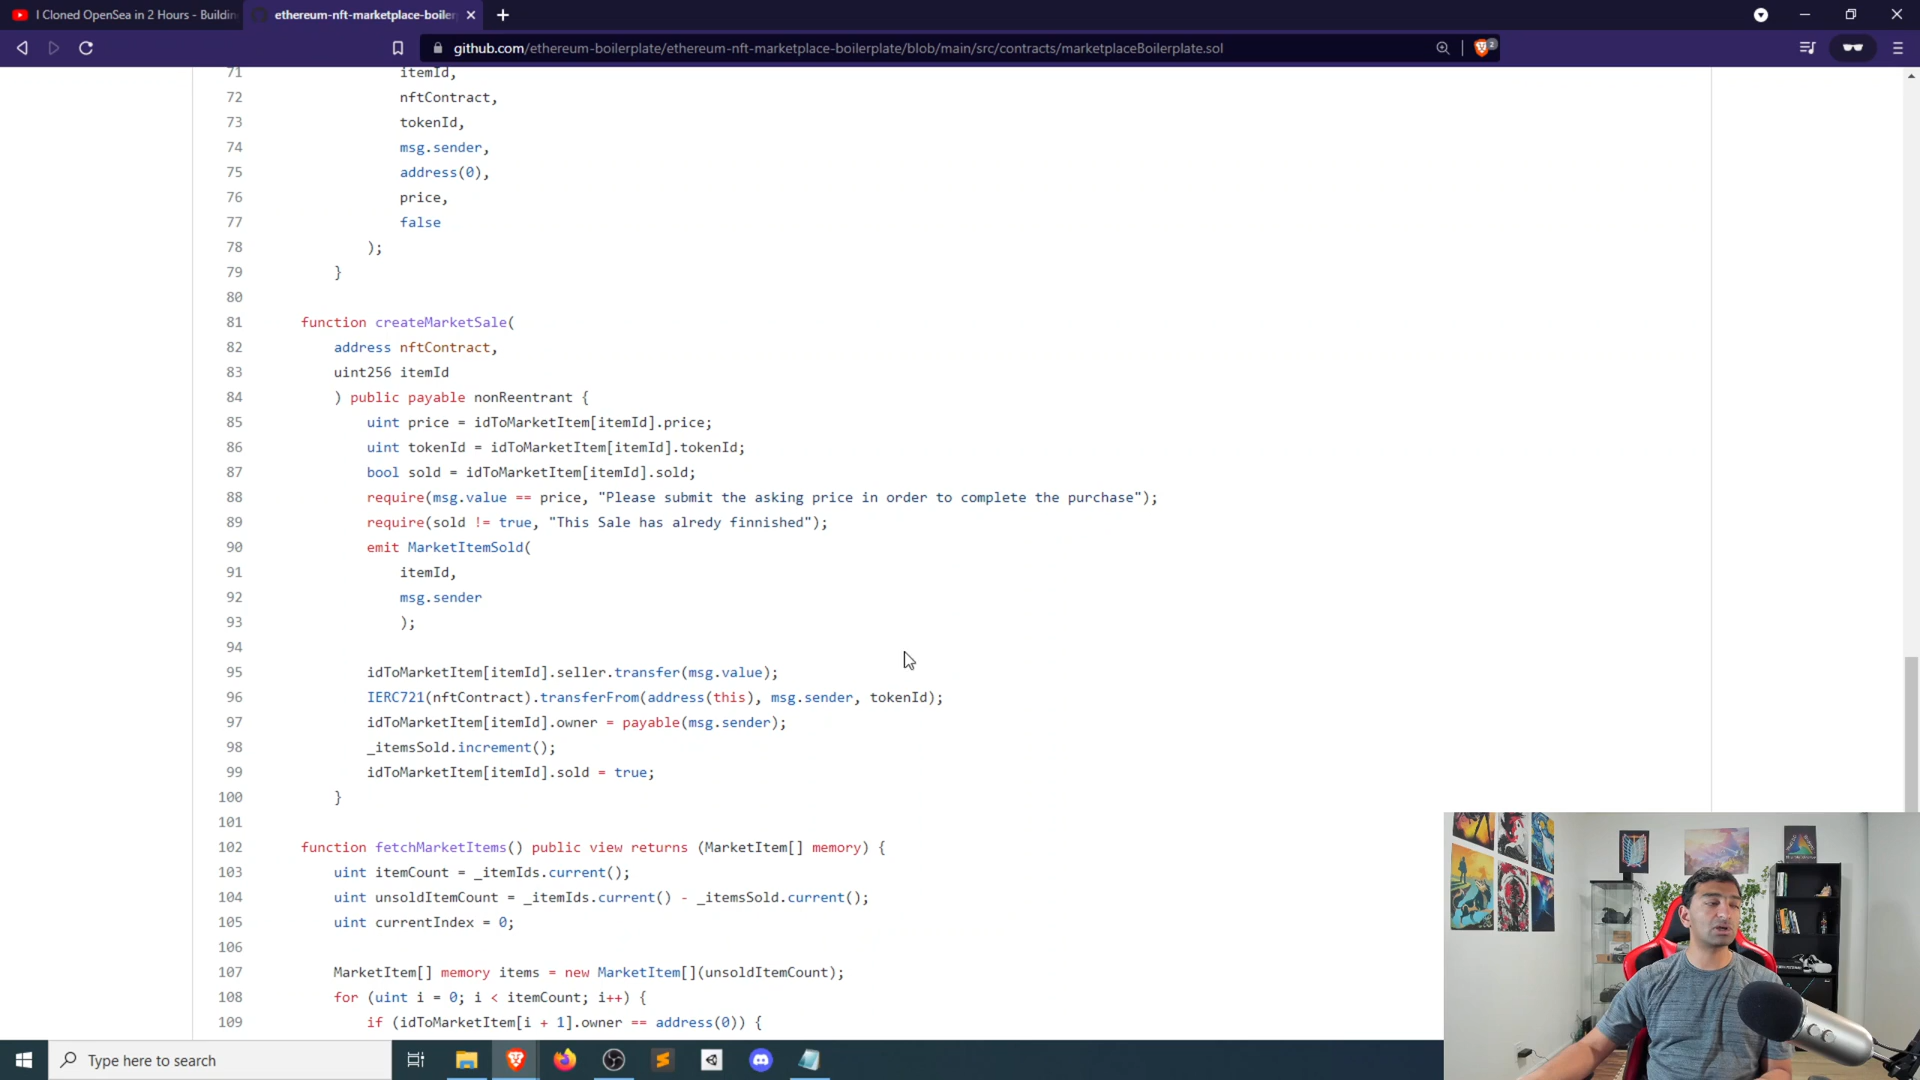 I Cloned OpenSea in 2 Hours - Buildin
ethereum-nft-marketplace-boiler
github.com/ethereum-boilerplate/ethereum-nft-marketplace-boilerplate/blob/main/src/contracts/marketplaceBoilerplate.sol
2
71 itemId,
72 nftContract,
73 tokenId,
74 msg.sender,
75 address(0),
76 price,
77 false
78 );
79 }
80
81 function createMarketSale(
82 address nftContract,
83 uint256 itemId
84 ) public payable nonReentrant {
85 uint price = idToMarketItem[itemId].price;
86 uint tokenId = idToMarketItem[itemId].tokenId;
87 bool sold = idToMarketItem[itemId].sold;
88 require(msg.value == price, "Please submit the asking price in order to complete the purchase");
89 require(sold != true, "This Sale has alredy finnished");
90 emit MarketItemSold(
91 itemId,
92 msg.sender
93 );
94
95 idToMarketItem[itemId].seller.transfer(msg.value);
96 IERC721(nftContract).transferFrom(address(this), msg.sender, tokenId);
97 idToMarketItem[itemId].owner = payable(msg.sender);
98 _itemsSold.increment();
99 idToMarketItem[itemId].sold = true;
100 }
101
102 function fetchMarketItems() public view returns (MarketItem[] memory) {
103 uint itemCount = _itemIds.current();
104 uint unsoldItemCount = _itemIds.current() - _itemsSold.current();
105 uint currentIndex = 0;
106
107 MarketItem[] memory items = new MarketItem[](unsoldItemCount);
108 for (uint i = 0; i < itemCount; i++) {
109 if (idToMarketItem[i + 1].owner == address(0)) {
Type here to search